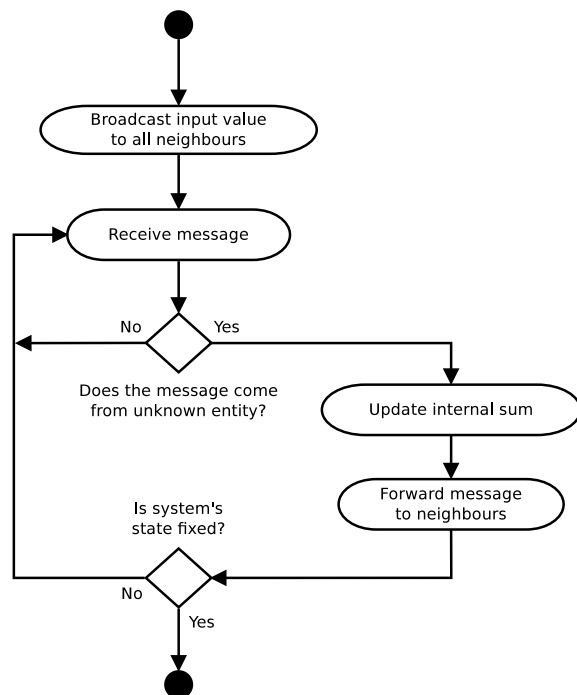 Broadcast input value
to all neighbours
Receive message
No
Yes
Does the message come
from unknown entity?
Update internal sum
Forward message
to neighbours
Is system's
state fixed?
No
Yes